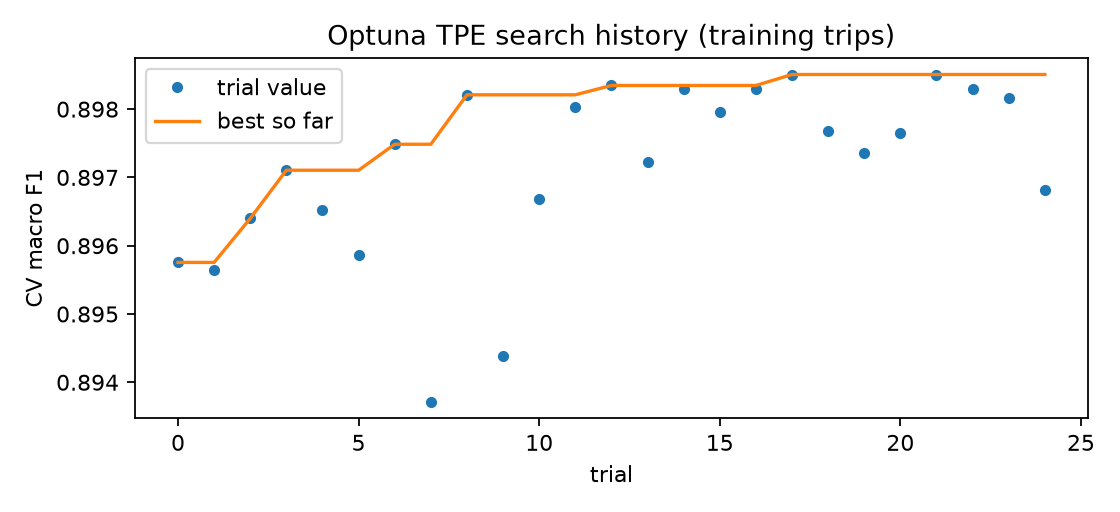 Optuna TPE search history (training trips)
trial value
best so far
CV macro F1
0.898
0.897
0.896
0.895
0.894
0 5 10 15 20 25
trial